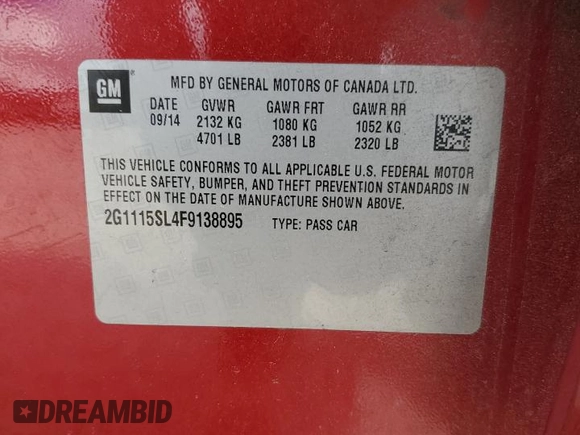 GM
MFD BY GENERAL MOTORS OF CANADA LTD.
DATE GVWR GAWR FRT GAWR RR
09/14 2132 KG 1080 KG 1052 KG
4701 LB 2381 LB 2320 LB
THIS VEHICLE CONFORMS TO ALL APPLICABLE U.S. FEDERAL MOTOR
VEHICLE SAFETY, BUMPER, AND THEFT PREVENTION STANDARDS IN
EFFECT ON THE DATE OF MANUFACTURE SHOWN ABOVE.
2G1115SL4F9138895 TYPE: PASS CAR
DREAMBID